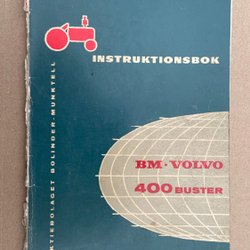 INSTRUKTIONSBOK
BM·VOLVO
400 BUSTER
AKTIEBOLAGET BOLINDER-MUNKTELL